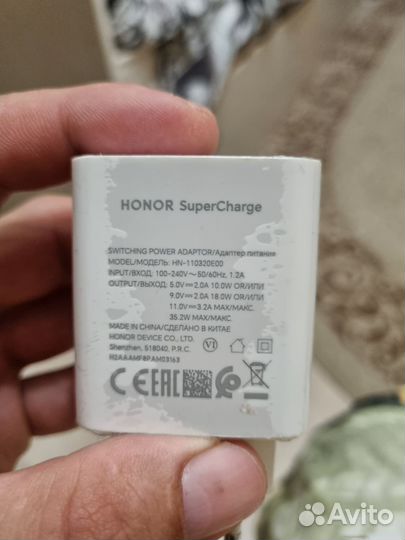 HONOR SuperCharge
SWITCHING POWER ADAPTOR/Адаптер питания
MODEL/МОДЕЛЬ: HN-110320E00
INPUT/ВХОД: 100-240V~50/60Hz, 1.2A
OUTPUT/ВЫХОД: 5.0V⎓2.0A 10.0W OR/ИЛИ
9.0V⎓2.0A 18.0W OR/ИЛИ
11.0V⎓3.2A MAX/МАКС.
35.2W MAX/МАКС.
MADE IN CHINA/СДЕЛАНО В КИТАЕ
HONOR DEVICE CO., LTD.
Shenzhen, 518040, P.R.C.
VI
H2AAAMF8PAM03163
CE EAC
Avito